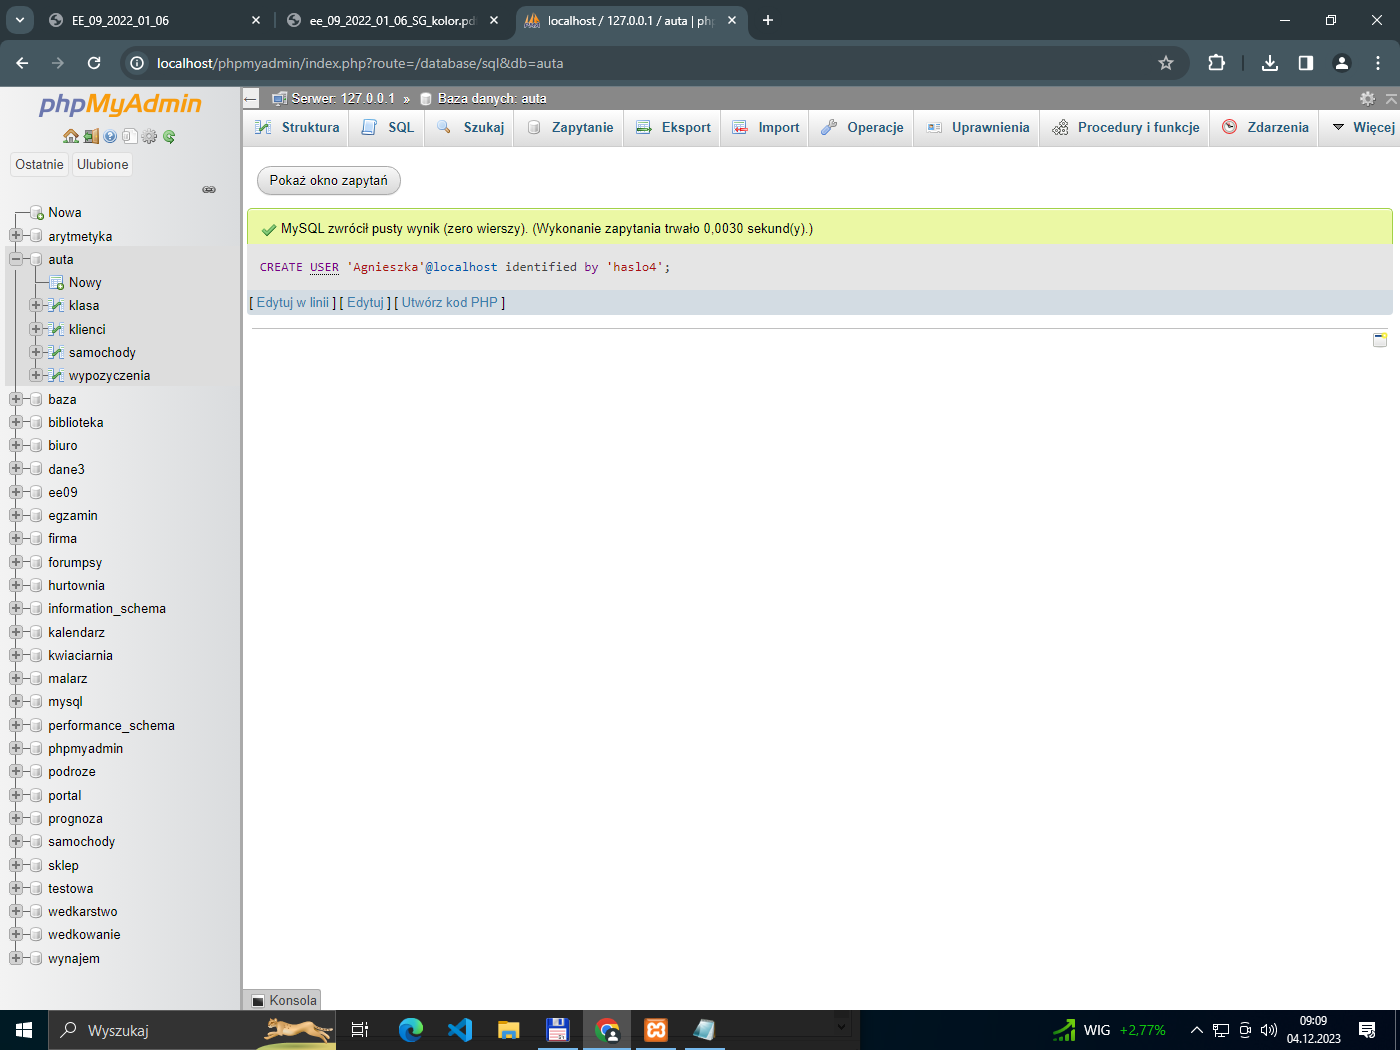 EE_09_2022_01_06
ee_09_2022_01_06_SG_kolor.pd
localhost / 127.0.0.1 / auta | php
localhost/phpmyadmin/index.php?route=/database/sql&db=auta
phpMyAdmin
Ostatnie
Ulubione
Nowa
arytmetyka
auta
Nowy
klasa
klienci
samochody
wypozyczenia
baza
biblioteka
biuro
dane3
ee09
egzamin
firma
forumpsy
hurtownia
information_schema
kalendarz
kwiaciarnia
malarz
mysql
performance_schema
phpmyadmin
podroze
portal
prognoza
samochody
sklep
testowa
wedkarstwo
wedkowanie
wynajem
Serwer: 127.0.0.1 » Baza danych: auta
Struktura
SQL
Szukaj
Zapytanie
Eksport
Import
Operacje
Uprawnienia
Procedury i funkcje
Zdarzenia
Więcej
Pokaż okno zapytań
MySQL zwrócił pusty wynik (zero wierszy). (Wykonanie zapytania trwało 0,0030 sekund(y).)
CREATE USER 'Agnieszka'@localhost identified by 'haslo4';
[ Edytuj w linii ] [ Edytuj ] [ Utwórz kod PHP ]
Konsola
Wyszukaj
WIG +2,77%
09:09
04.12.2023